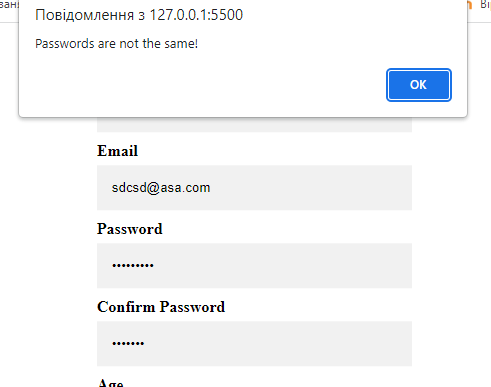 Повідомлення з 127.0.0.1:5500
Passwords are not the same!
OK
Email
sdcsd@asa.com
Password
•••••••••
Confirm Password
•••••••
Age